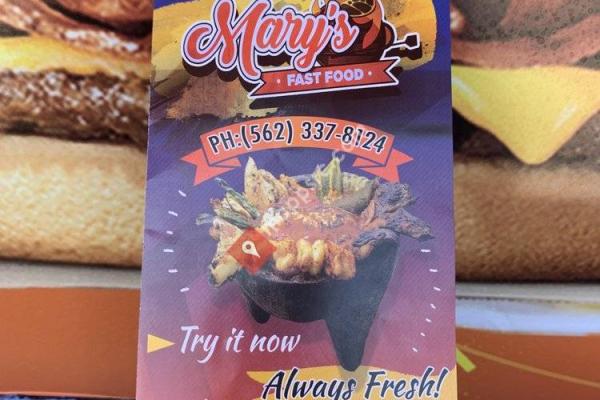 Mary's
• FAST FOOD •
PH:(562) 337-8124
Try it now
Always Fresh!